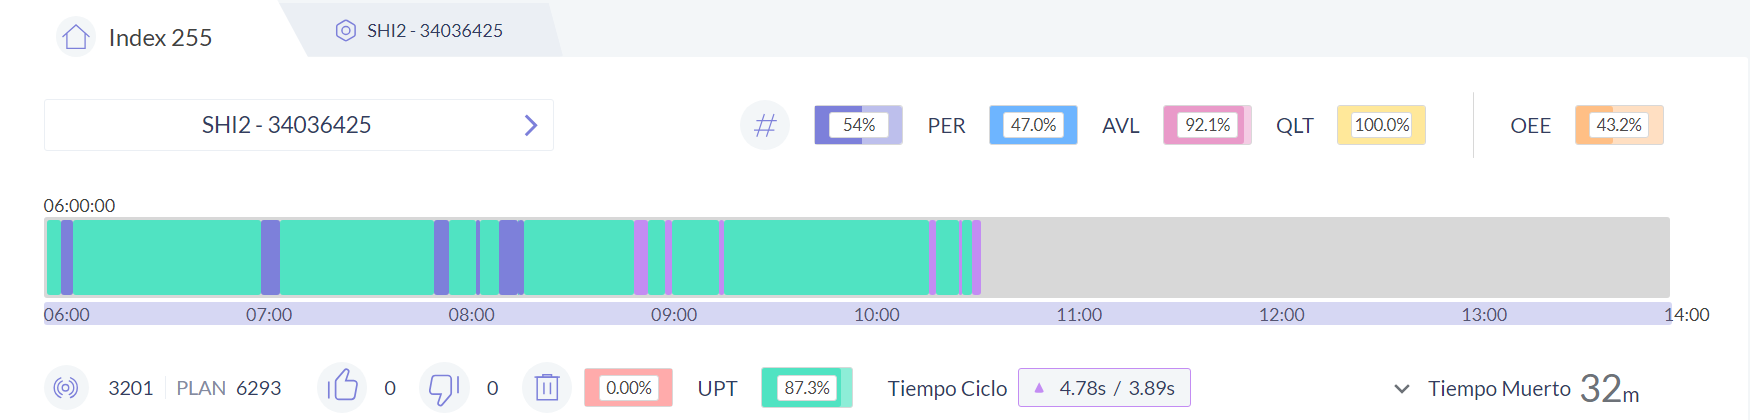 Index 255
SHI2 - 34036425
SHI2 - 34036425
# 54% PER 47.0% AVL 92.1% QLT 100.0% OEE 43.2%
06:00:00
06:00 07:00 08:00 09:00 10:00 11:00 12:00 13:00 14:00
3201 PLAN 6293 0 0 0.00% UPT 87.3% Tiempo Ciclo ▲ 4.78s / 3.89s Tiempo Muerto 32m